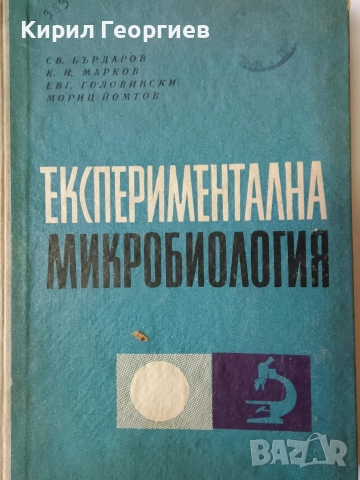 Кирил Георгиев
СВ. БЪРДАРОВ
К. И. МАРКОВ
ЕВГ. ГОЛОВИНСКИ
МОРИЦ ЙОМТОВ
ЕКСПЕРИМЕНТАЛНА
МИКРОБИОЛОГИЯ
BAZAR